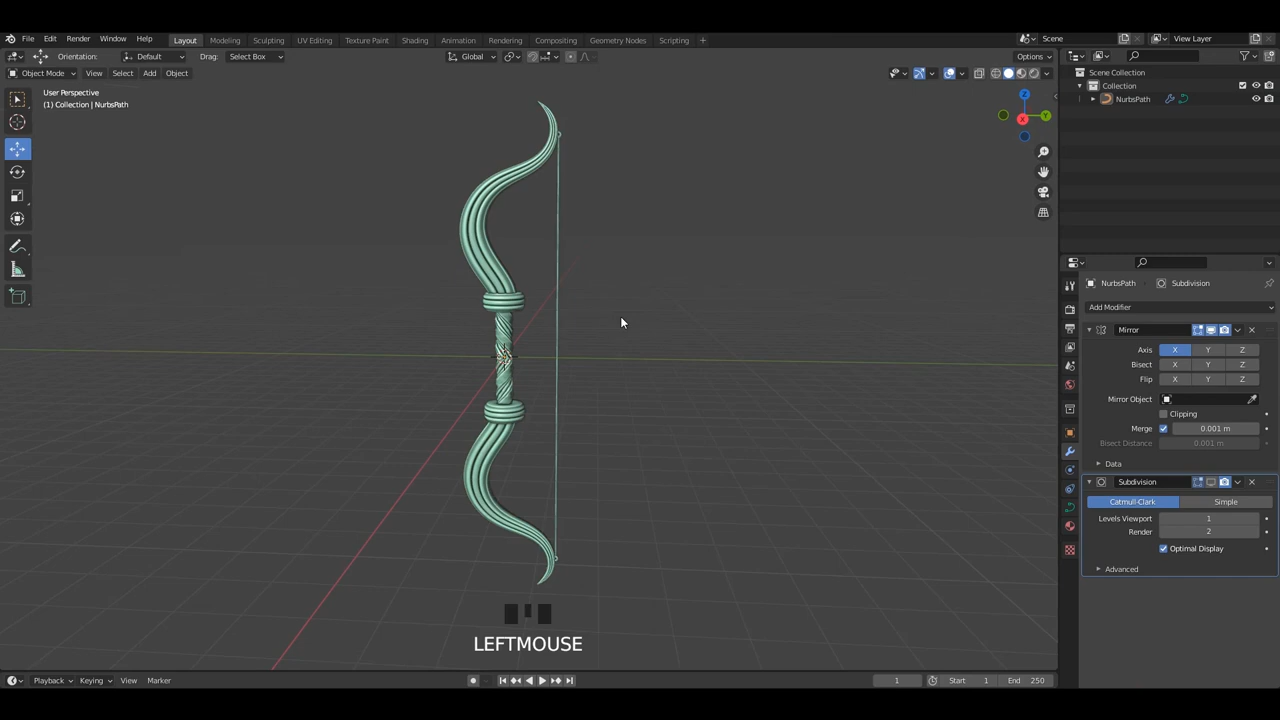 File Edit Render Window Help Layout Modeling Sculpting UV Editing Texture Paint Shading Animation Rendering Compositing Geometry Nodes Scripting + Scene View Layer
Orientation: Default Drag: Select Box Global Options
Object Mode View Select Add Object
User Perspective
(1) Collection | NurbsPath
Z
Y
X
Scene Collection
Collection
NurbsPath
NurbsPath Subdivision
Add Modifier
Mirror
Axis X Y Z
Bisect X Y Z
Flip X Y Z
Mirror Object
Clipping
Merge 0.001 m
Bisect Distance 0.001 m
Data
Subdivision
Catmull-Clark Simple
Levels Viewport 1
Render 2
Optimal Display
Advanced
LEFTMOUSE
Playback Keying View Marker 1 Start 1 End 250